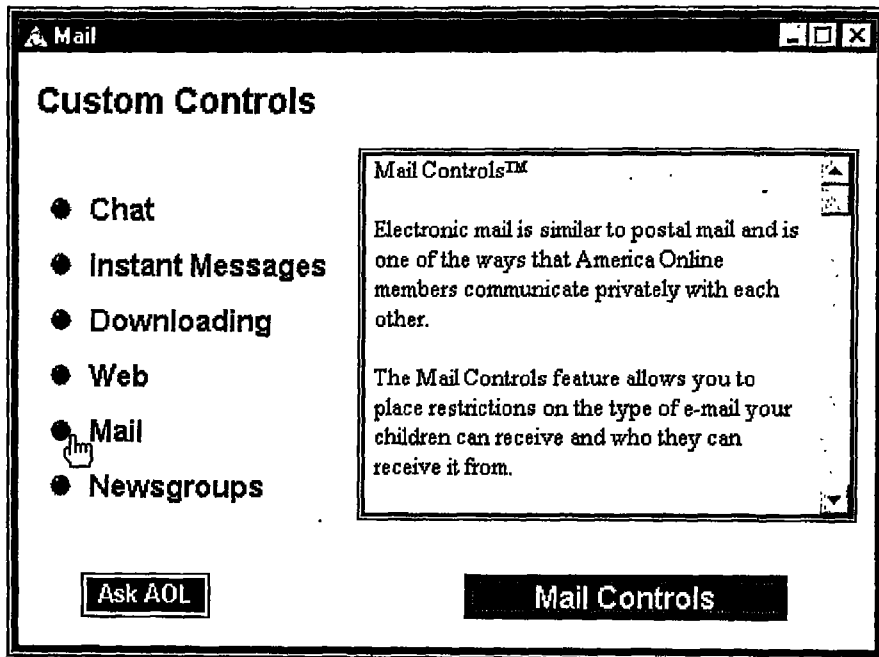 Mail
Custom Controls
Chat
Instant Messages
Downloading
Web
Mail
Newsgroups
Mail Controls™
Electronic mail is similar to postal mail and is
one of the ways that America Online
members communicate privately with each
other.
The Mail Controls feature allows you to
place restrictions on the type of e-mail your
children can receive and who they can
receive it from.
Ask AOL
Mail Controls